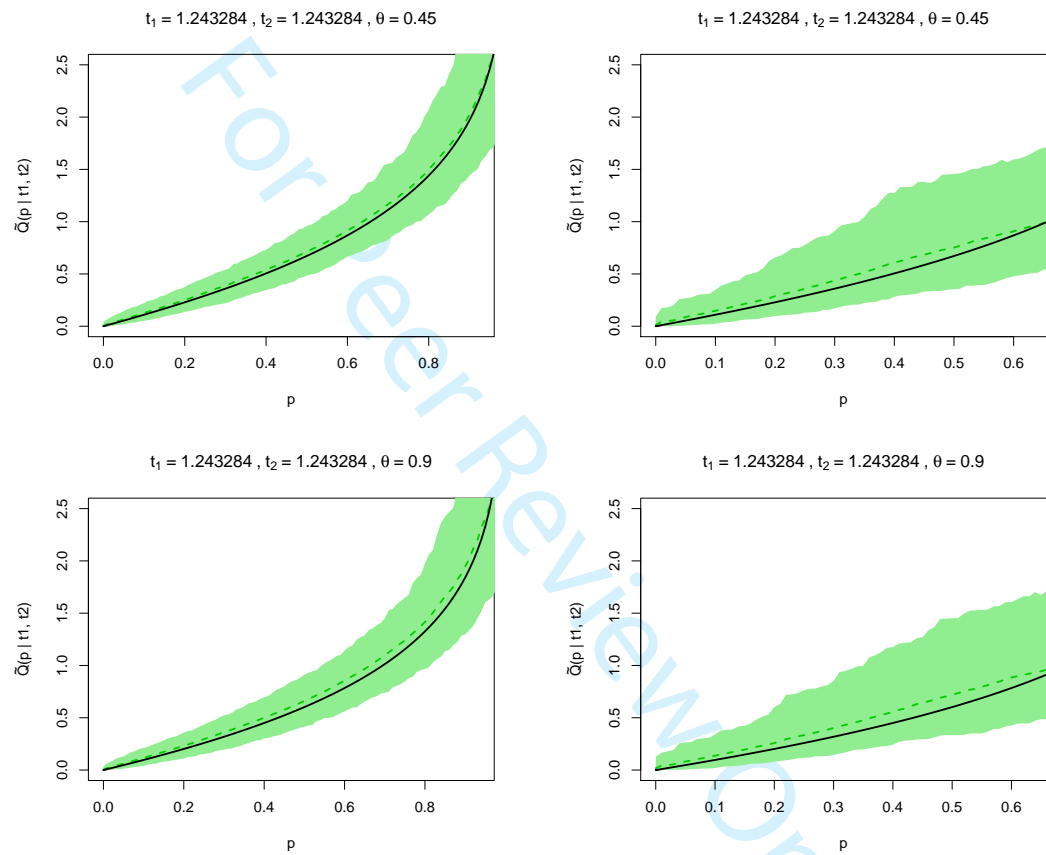 t1 = 1.243284 , t2 = 1.243284 , θ = 0.45
t1 = 1.243284 , t2 = 1.243284 , θ = 0.45
Q̃(p | t1, t2)
2.5
2.0
1.5
1.0
0.5
0.0
0.0 0.2 0.4 0.6 0.8
p
Q̃(p | t1, t2)
2.5
2.0
1.5
1.0
0.5
0.0
0.0 0.1 0.2 0.3 0.4 0.5 0.6
p
t1 = 1.243284 , t2 = 1.243284 , θ = 0.9
t1 = 1.243284 , t2 = 1.243284 , θ = 0.9
Q̃(p | t1, t2)
2.5
2.0
1.5
1.0
0.5
0.0
0.0 0.2 0.4 0.6 0.8
p
Q̃(p | t1, t2)
2.5
2.0
1.5
1.0
0.5
0.0
0.0 0.1 0.2 0.3 0.4 0.5 0.6
p
For Peer Review On